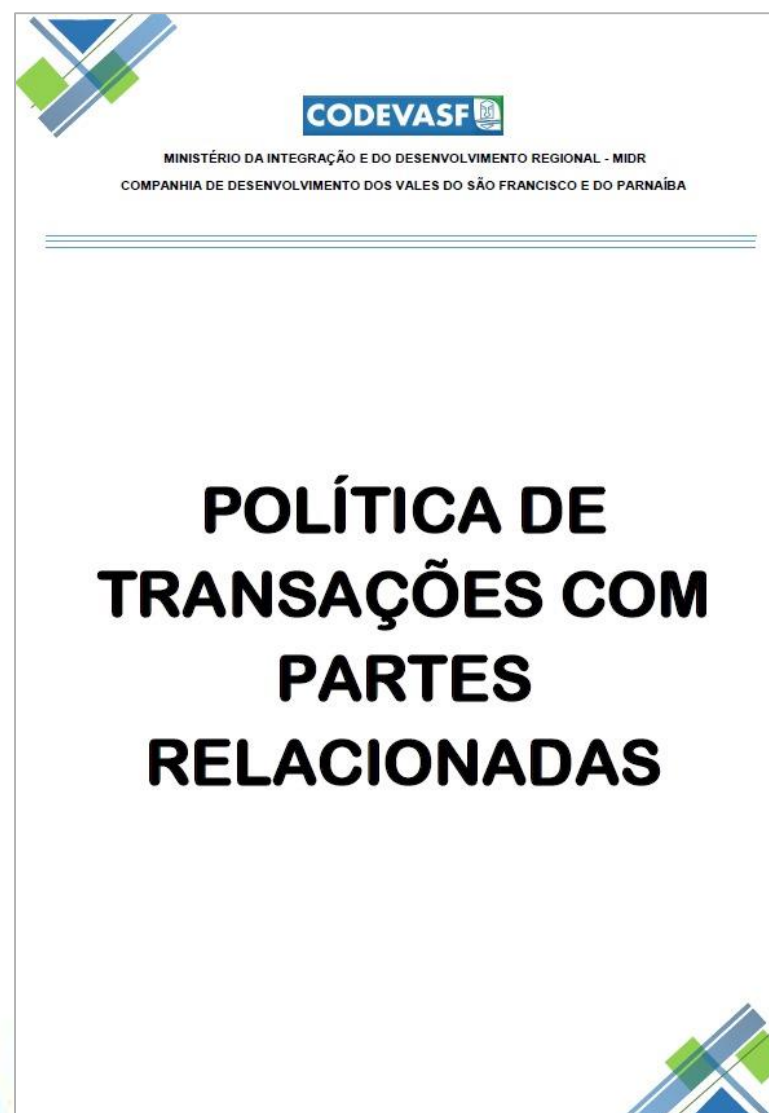 CODEVASF
MINISTÉRIO DA INTEGRAÇÃO E DO DESENVOLVIMENTO REGIONAL - MIDR
COMPANHIA DE DESENVOLVIMENTO DOS VALES DO SÃO FRANCISCO E DO PARNAÍBA
POLÍTICA DE
TRANSAÇÕES COM
PARTES
RELACIONADAS